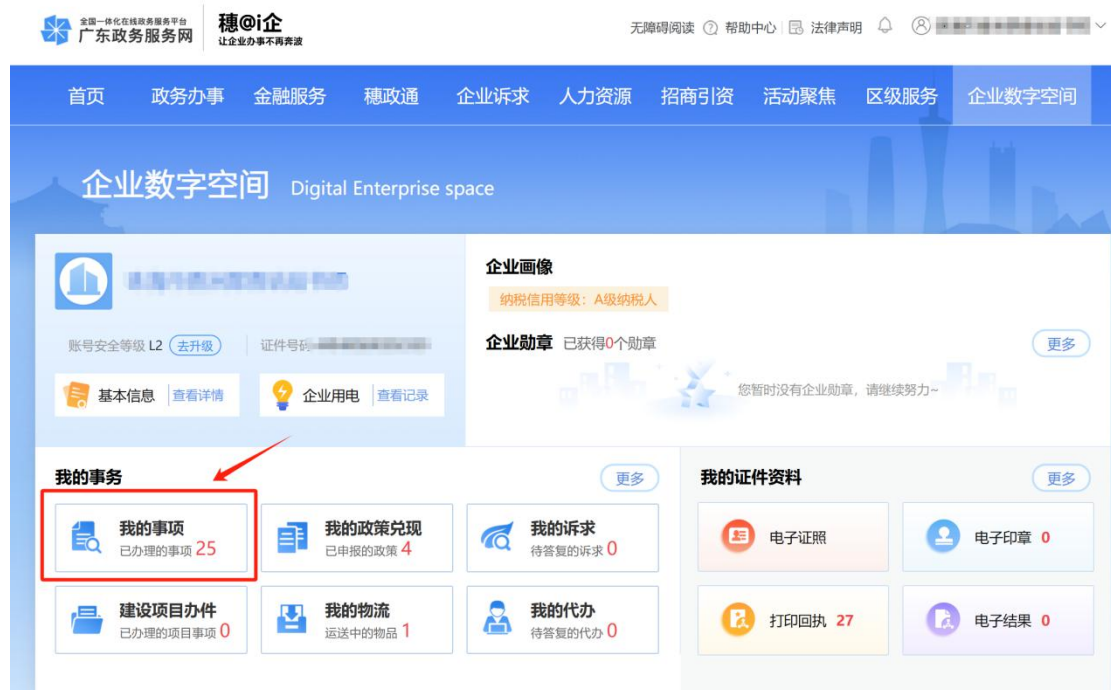 全国一体化在线政务服务平台
广东政务服务网
穗@i企
让企业办事不再奔波
无障碍阅读 帮助中心 法律声明
首页 政务办事 金融服务 穗政通 企业诉求 人力资源 招商引资 活动聚焦 区级服务 企业数字空间
企业数字空间 Digital Enterprise space
账号安全等级 L2 去升级 证件号码
基本信息 查看详情 企业用电 查看记录
企业画像
纳税信用等级：A级纳税人
企业勋章 已获得0个勋章 更多
您暂时没有企业勋章，请继续努力~
我的事务 更多
我的事项
已办理的事项 25
我的政策兑现
已申报的政策 4
我的诉求
待答复的诉求 0
建设项目办件
已办理的项目事项 0
我的物流
运送中的物品 1
我的代办
待答复的代办 0
我的证件资料 更多
电子证照 电子印章 0
打印回执 27 电子结果 0